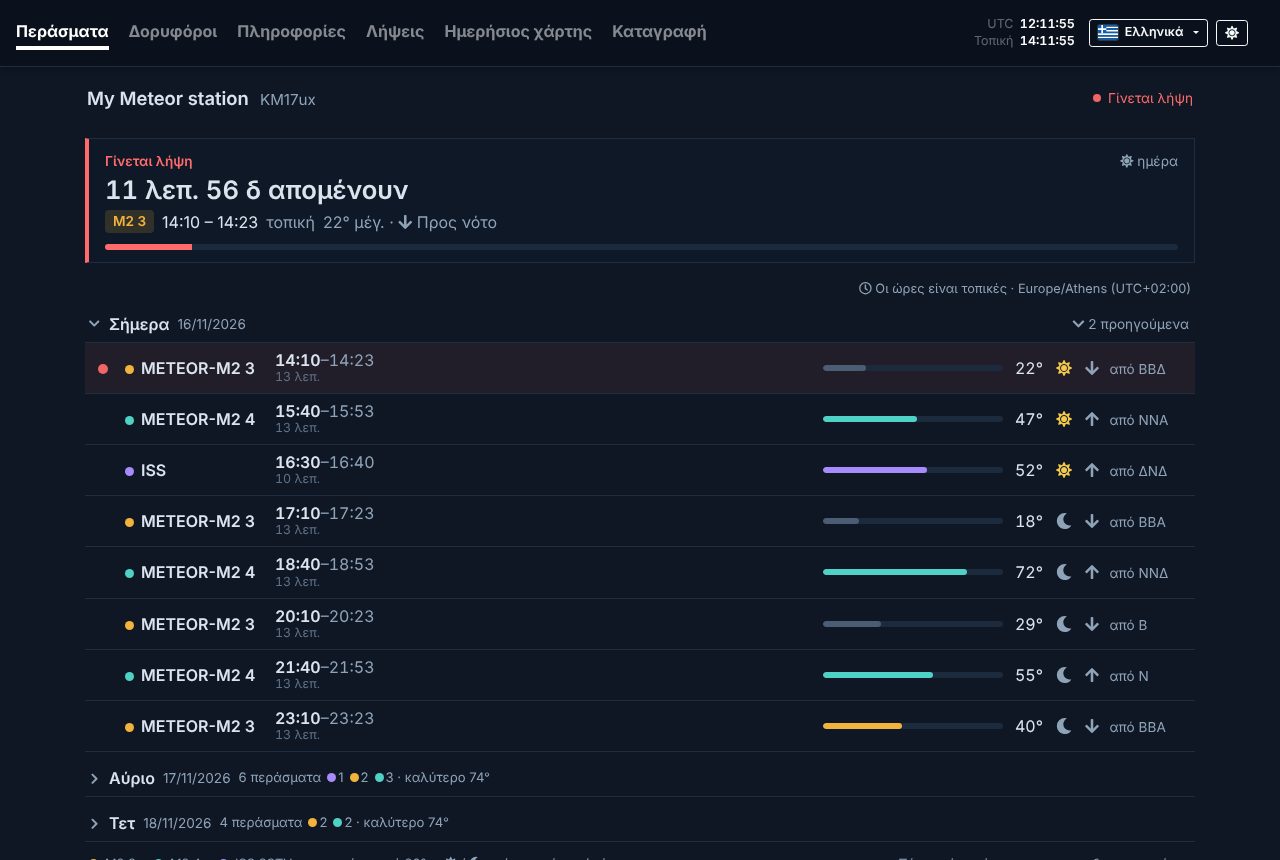 Περάσματα Δορυφόροι Πληροφορίες Λήψεις Ημερήσιος χάρτης Καταγραφή
UTC 12:11:55
Τοπική 14:11:55
Ελληνικά
My Meteor station KM17ux
Γίνεται λήψη
Γίνεται λήψη
ημέρα
11 λεπ. 56 δ απομένουν
M2 3 14:10 – 14:23 τοπική 22° μέγ. · Προς νότο
Οι ώρες είναι τοπικές · Europe/Athens (UTC+02:00)
Σήμερα 16/11/2026
2 προηγούμενα
METEOR-M2 3 14:10–14:23 22° από ΒΒΔ
13 λεπ.
METEOR-M2 4 15:40–15:53 47° από ΝΝΑ
13 λεπ.
ISS 16:30–16:40 52° από ΔΝΔ
10 λεπ.
METEOR-M2 3 17:10–17:23 18° από ΒΒΑ
13 λεπ.
METEOR-M2 4 18:40–18:53 72° από ΝΝΔ
13 λεπ.
METEOR-M2 3 20:10–20:23 29° από Β
13 λεπ.
METEOR-M2 4 21:40–21:53 55° από Ν
13 λεπ.
METEOR-M2 3 23:10–23:23 40° από ΒΒΑ
13 λεπ.
Αύριο 17/11/2026 6 περάσματα 1 2 3 · καλύτερο 74°
Τετ 18/11/2026 4 περάσματα 2 2 · καλύτερο 74°